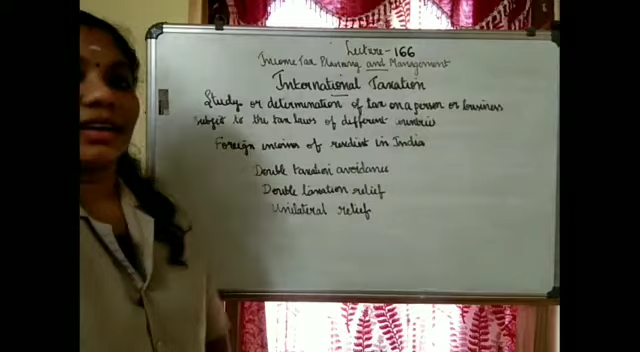 Lecture - 166
Income Tax Planning and Management
International Taxation
Study or determination of tax on a person or business
subject to the tax laws of different countries
Foreign income of resident in India
Double taxation avoidance
Double taxation relief
Unilateral relief